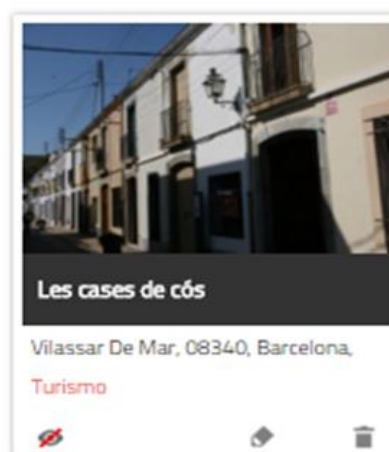 Les cases de cós
Vilassar De Mar, 08340, Barcelona,
Turismo